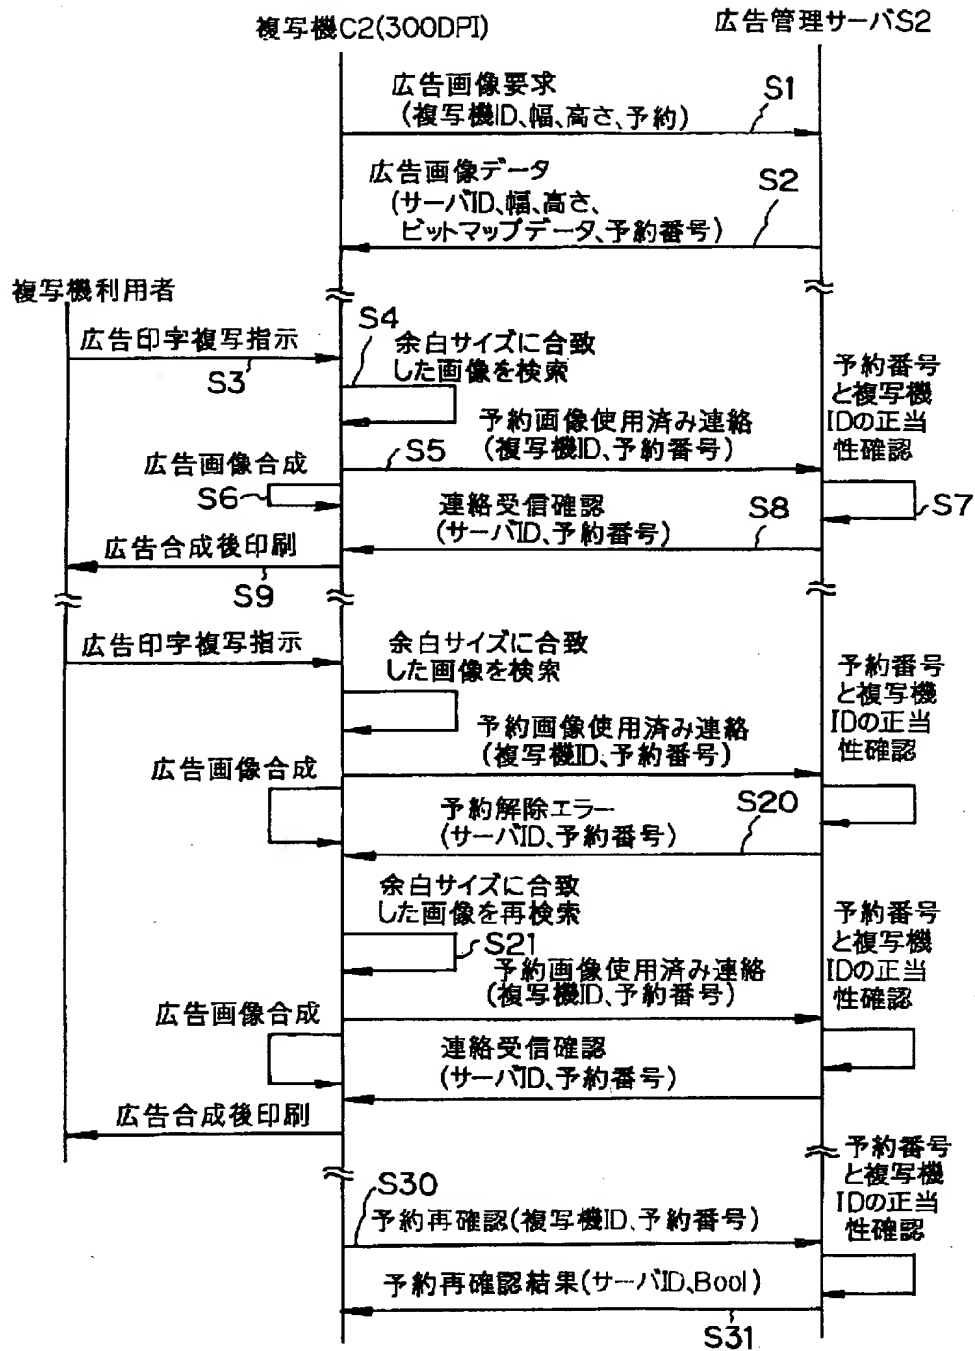 複写機C2(300DPI)
広告管理サーバS2
広告画像要求
(複写機ID、幅、高さ、予約)
S1
広告画像データ
(サーバID、幅、高さ、
ビットマップデータ、予約番号)
S2
複写機利用者
広告印字複写指示
S3
S4
余白サイズに合致
した画像を検索
予約画像使用済み連絡
(複写機ID、予約番号)
S5
予約番号
と複写機
IDの正当
性確認
広告画像合成
S6
S7
連絡受信確認
(サーバID、予約番号)
S8
広告合成後印刷
S9
広告印字複写指示
余白サイズに合致
した画像を検索
予約画像使用済み連絡
(複写機ID、予約番号)
予約番号
と複写機
IDの正当
性確認
広告画像合成
予約解除エラー
(サーバID、予約番号)
S20
余白サイズに合致
した画像を再検索
S21
予約画像使用済み連絡
(複写機ID、予約番号)
予約番号
と複写機
IDの正当
性確認
広告画像合成
連絡受信確認
(サーバID、予約番号)
広告合成後印刷
S30
予約再確認(複写機ID、予約番号)
予約番号
と複写機
IDの正当
性確認
予約再確認結果(サーバID、Bool)
S31